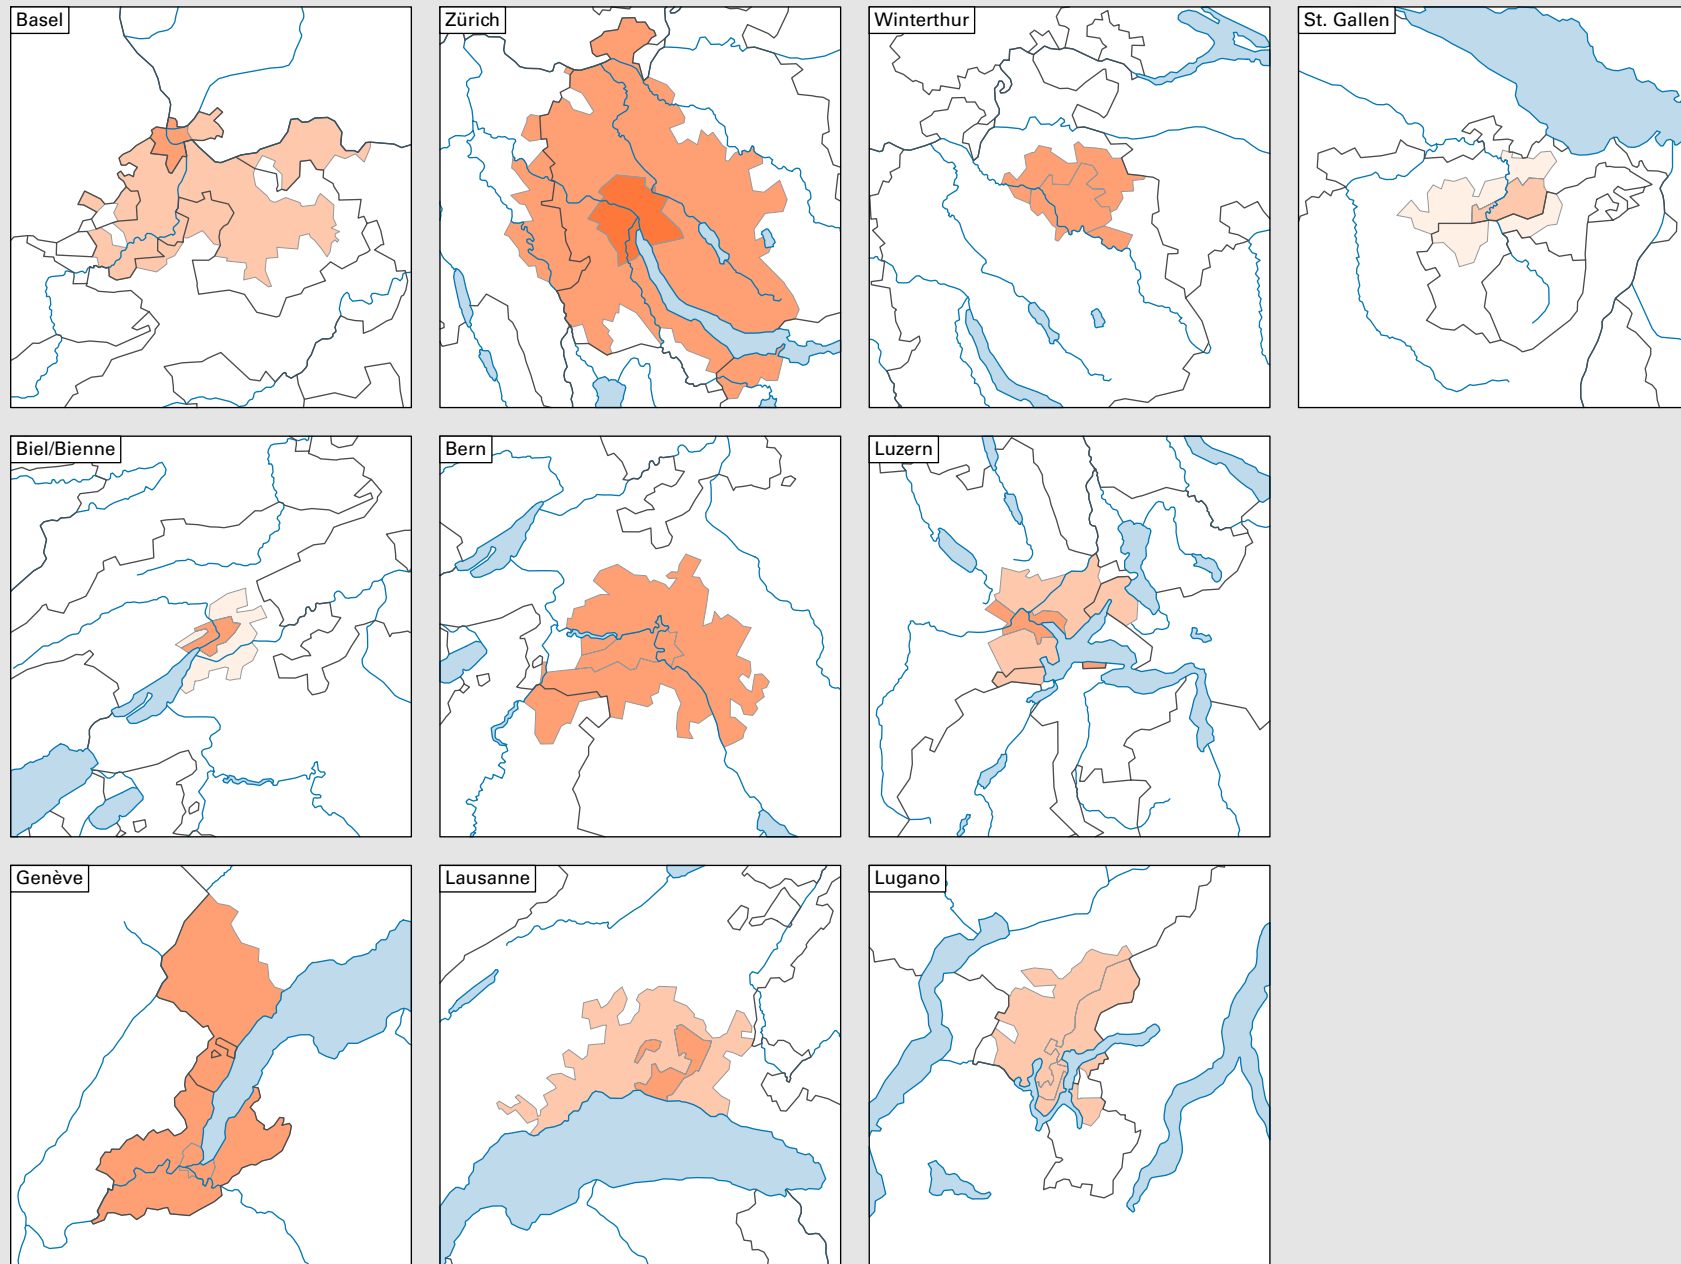 Basel
Zürich
Winterthur
St. Gallen
Biel/Bienne
Bern
Luzern
Genève
Lausanne
Lugano